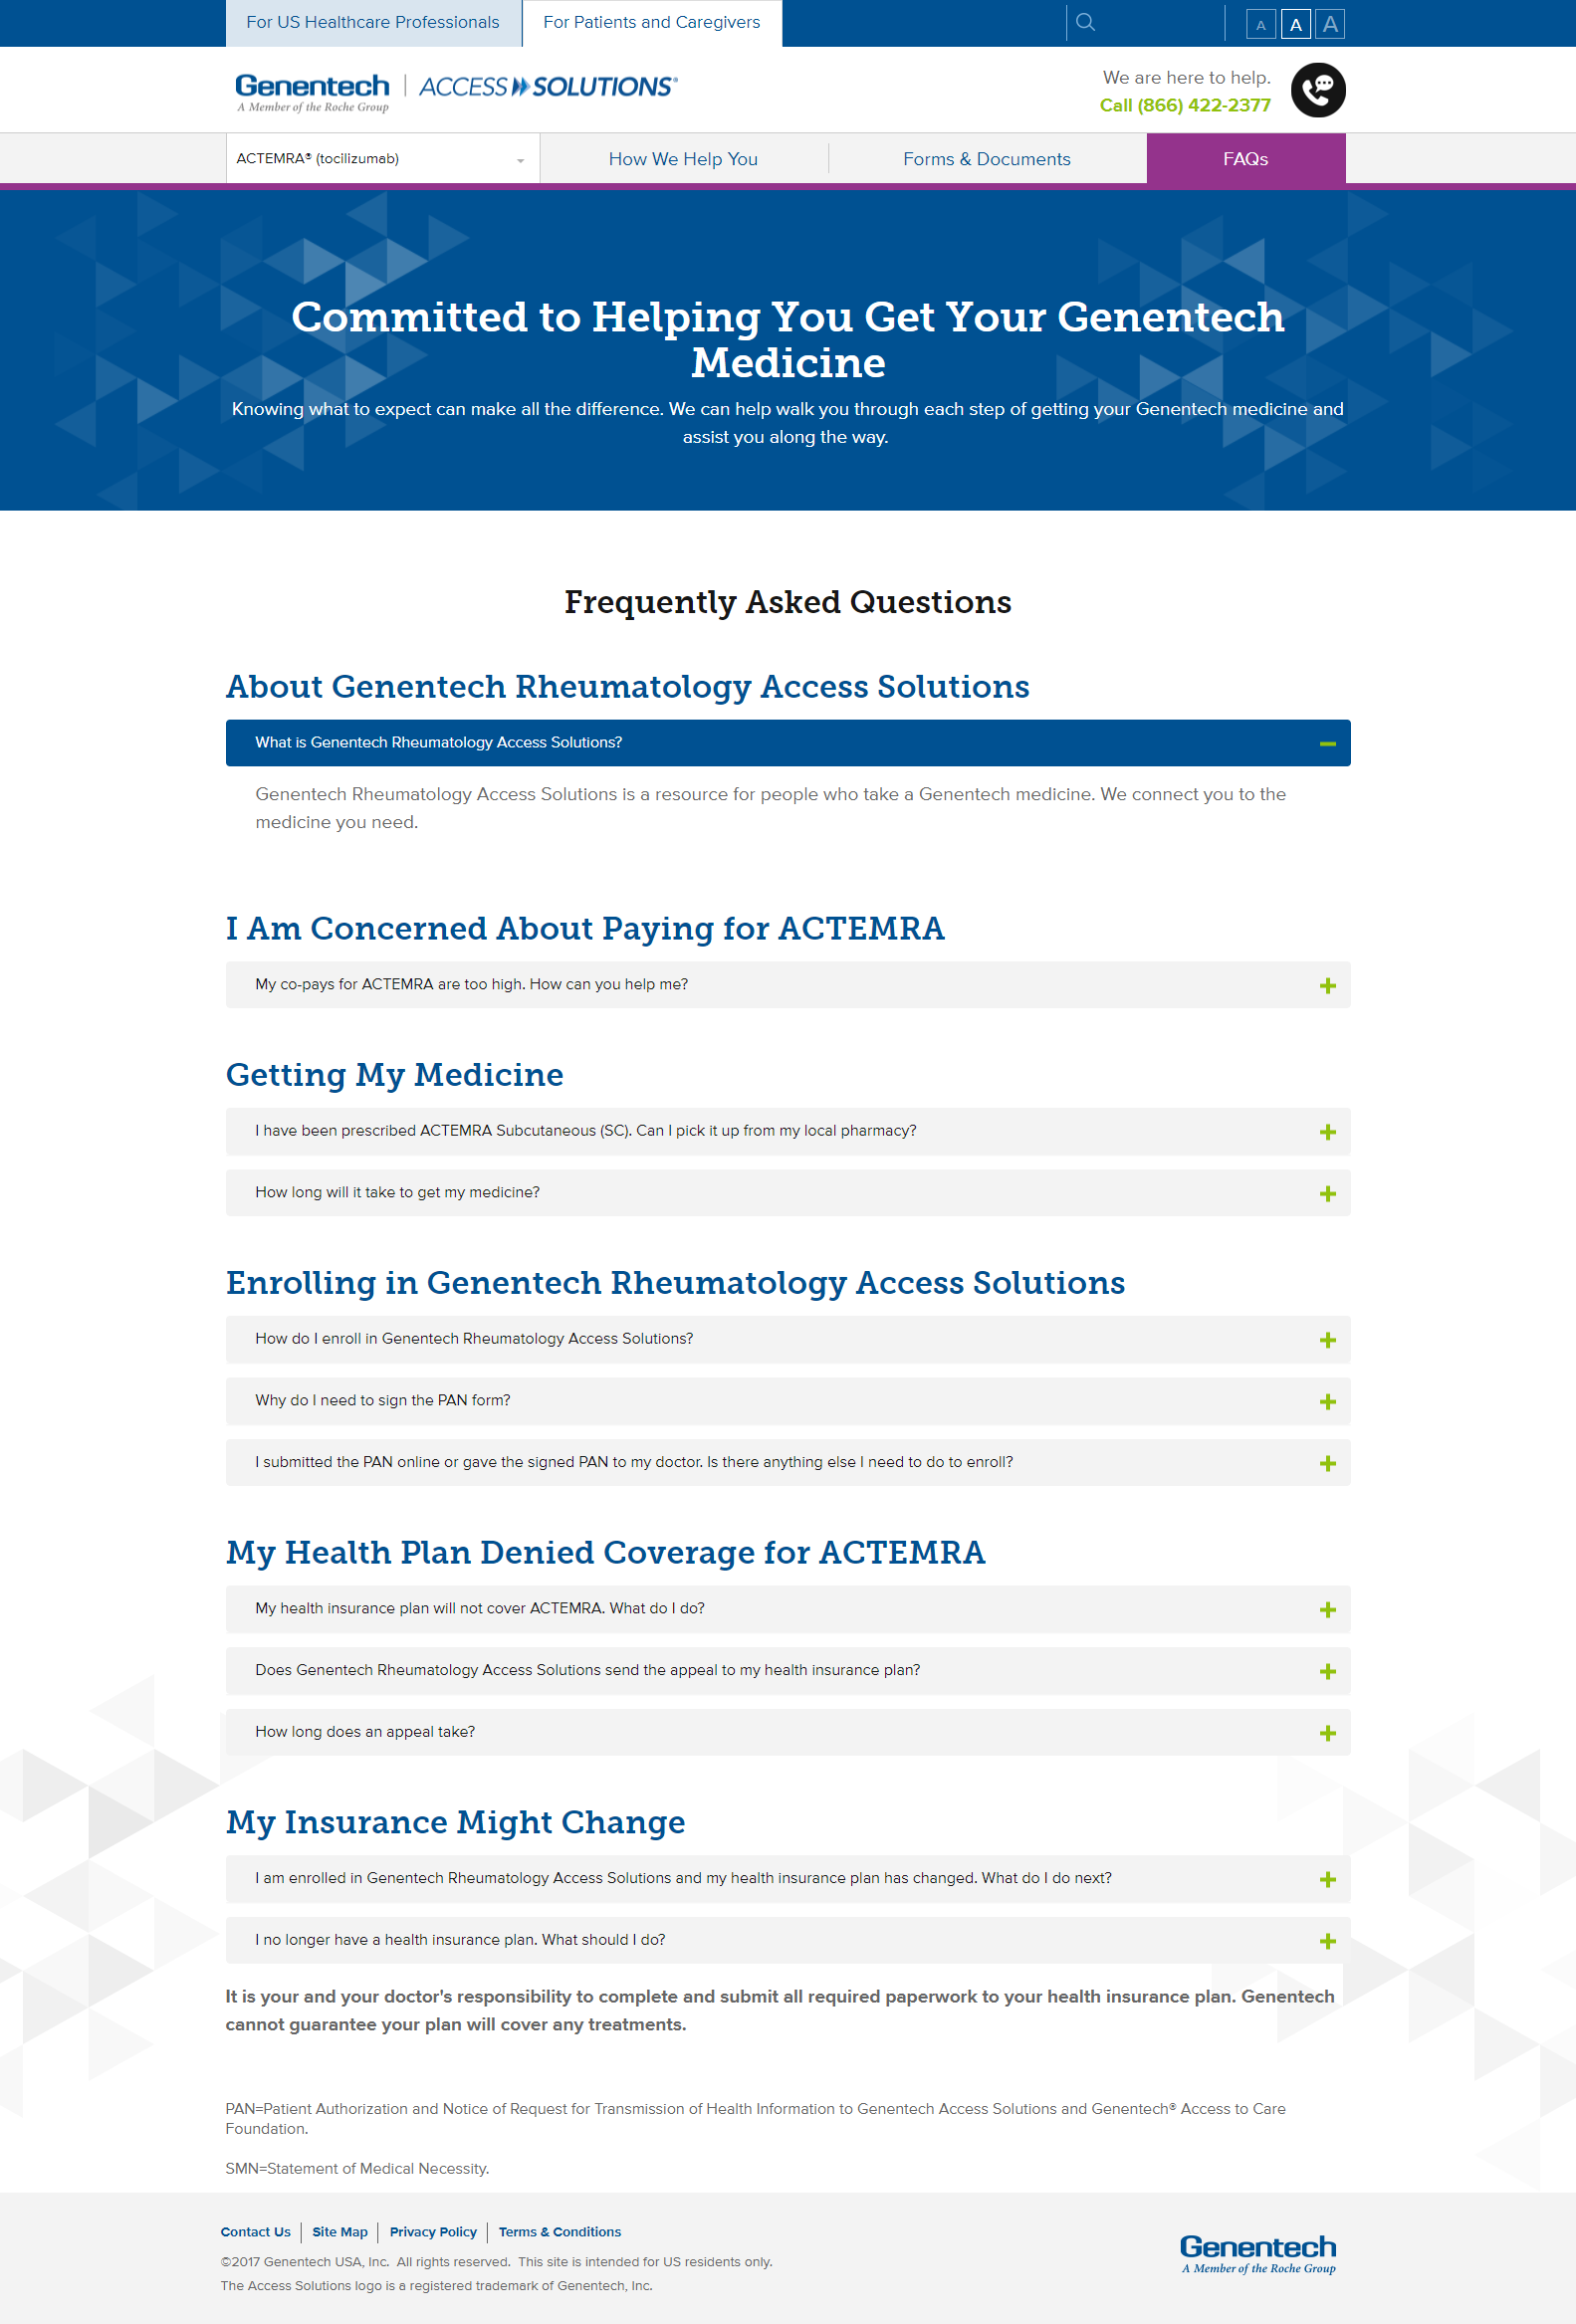 For US Healthcare Professionals
For Patients and Caregivers
A A A
Genentech
A Member of the Roche Group
ACCESS SOLUTIONS®
We are here to help.
Call (866) 422-2377
ACTEMRA® (tocilizumab)
How We Help You
Forms & Documents
FAQs
Committed to Helping You Get Your Genentech
Medicine
Knowing what to expect can make all the difference. We can help walk you through each step of getting your Genentech medicine and
assist you along the way.
Frequently Asked Questions
About Genentech Rheumatology Access Solutions
What is Genentech Rheumatology Access Solutions?
Genentech Rheumatology Access Solutions is a resource for people who take a Genentech medicine. We connect you to the
medicine you need.
I Am Concerned About Paying for ACTEMRA
My co-pays for ACTEMRA are too high. How can you help me?
Getting My Medicine
I have been prescribed ACTEMRA Subcutaneous (SC). Can I pick it up from my local pharmacy?
How long will it take to get my medicine?
Enrolling in Genentech Rheumatology Access Solutions
How do I enroll in Genentech Rheumatology Access Solutions?
Why do I need to sign the PAN form?
I submitted the PAN online or gave the signed PAN to my doctor. Is there anything else I need to do to enroll?
My Health Plan Denied Coverage for ACTEMRA
My health insurance plan will not cover ACTEMRA. What do I do?
Does Genentech Rheumatology Access Solutions send the appeal to my health insurance plan?
How long does an appeal take?
My Insurance Might Change
I am enrolled in Genentech Rheumatology Access Solutions and my health insurance plan has changed. What do I do next?
I no longer have a health insurance plan. What should I do?
It is your and your doctor's responsibility to complete and submit all required paperwork to your health insurance plan. Genentech
cannot guarantee your plan will cover any treatments.
PAN=Patient Authorization and Notice of Request for Transmission of Health Information to Genentech Access Solutions and Genentech® Access to Care
Foundation.
SMN=Statement of Medical Necessity.
Contact Us
Site Map
Privacy Policy
Terms & Conditions
©2017 Genentech USA, Inc. All rights reserved. This site is intended for US residents only.
The Access Solutions logo is a registered trademark of Genentech, Inc.
Genentech
A Member of the Roche Group